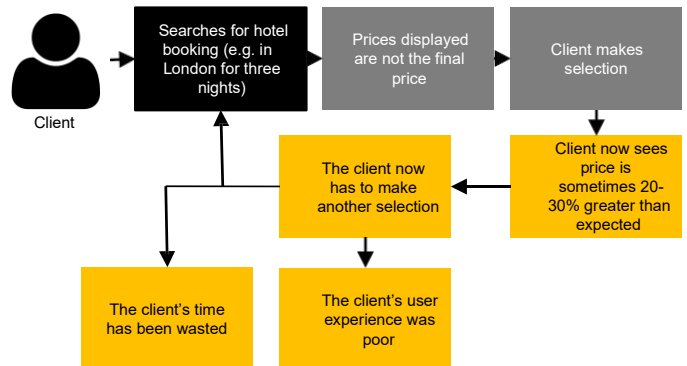 Searches for hotel
booking (e.g. in
London for three
nights)
Prices displayed
are not the final
price
Client makes
selection
Client
Client now sees
price is
sometimes 20-
30% greater than
expected
The client now
has to make
another selection
The client’s time
has been wasted
The client’s user
experience was
poor